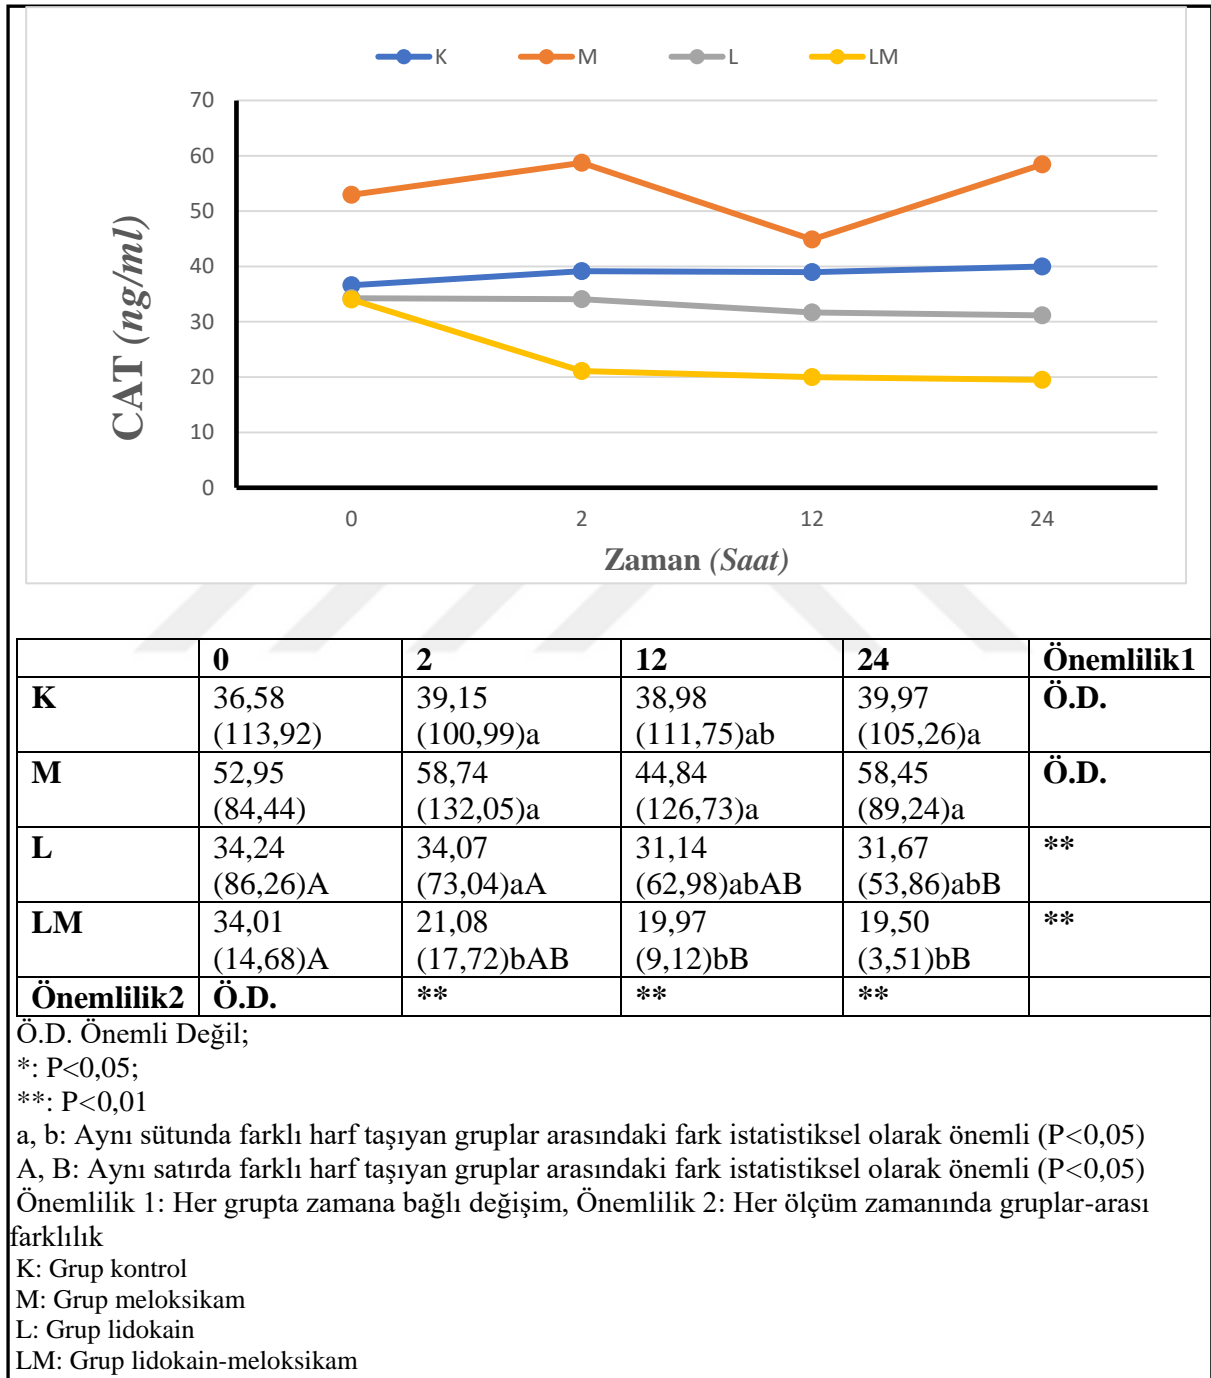 K M L LM
70
60
50
40
30
20
10
0
CAT (ng/ml)
0 2 12 24
Zaman (Saat)
0 2 12 24 Önemlilik1
K 36,58 39,15 38,98 39,97 Ö.D.
(113,92) (100,99)a (111,75)ab (105,26)a
M 52,95 58,74 44,84 58,45 Ö.D.
(84,44) (132,05)a (126,73)a (89,24)a
L 34,24 34,07 31,14 31,67 **
(86,26)A (73,04)aA (62,98)abAB (53,86)abB
LM 34,01 21,08 19,97 19,50 **
(14,68)A (17,72)bAB (9,12)bB (3,51)bB
Önemlilik2 Ö.D. ** ** **
Ö.D. Önemli Değil;
*: P<0,05;
**: P<0,01
a, b: Aynı sütunda farklı harf taşıyan gruplar arasındaki fark istatistiksel olarak önemli (P<0,05)
A, B: Aynı satırda farklı harf taşıyan gruplar arasındaki fark istatistiksel olarak önemli (P<0,05)
Önemlilik 1: Her grupta zamana bağlı değişim, Önemlilik 2: Her ölçüm zamanında gruplar-arası
farklılık
K: Grup kontrol
M: Grup meloksikam
L: Grup lidokain
LM: Grup lidokain-meloksikam